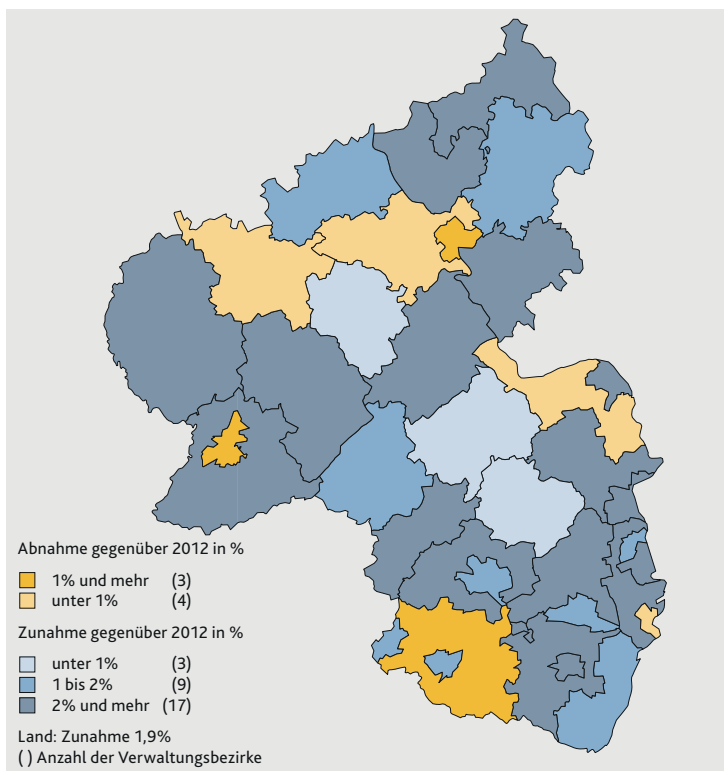 Abnahme gegenüber 2012 in %
1% und mehr (3)
unter 1% (4)
Zunahme gegenüber 2012 in %
unter 1% (3)
1 bis 2% (9)
2% und mehr (17)
Land: Zunahme 1,9%
( ) Anzahl der Verwaltungsbezirke